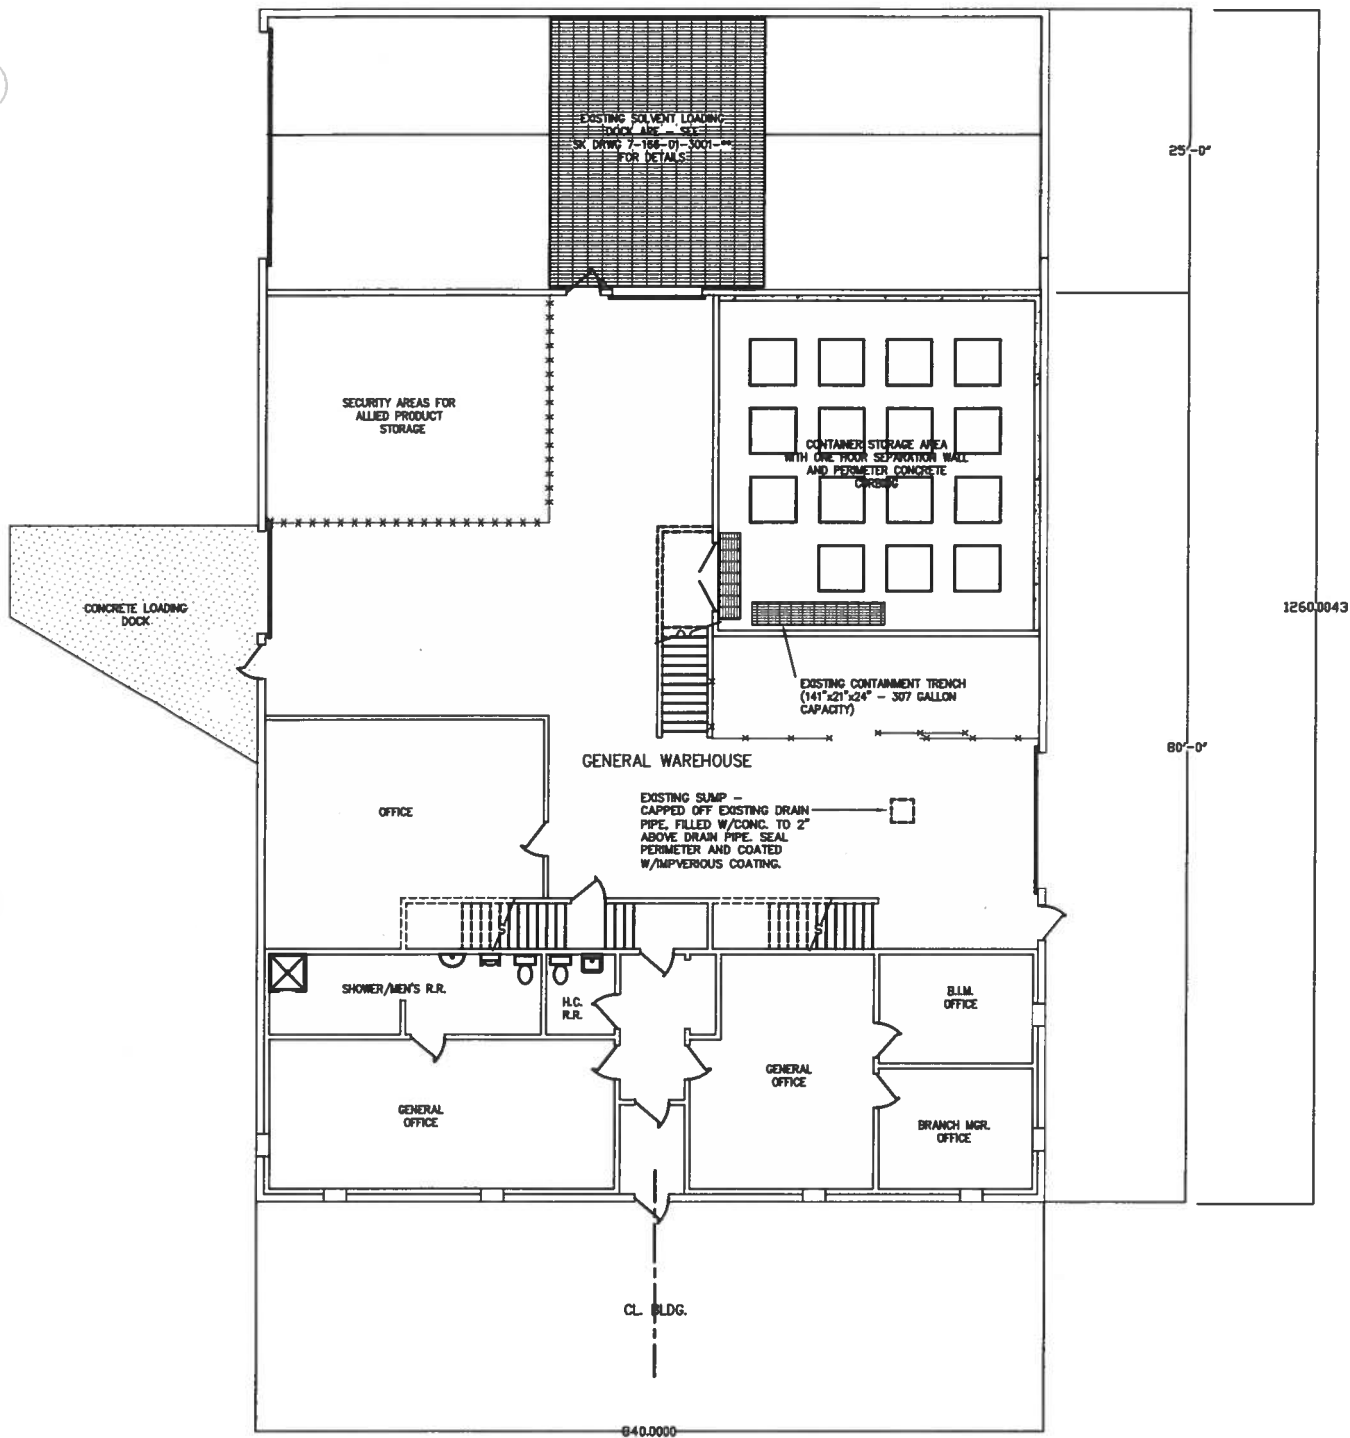 EXISTING SOLVENT LOADING
DOCK ARE - SEE
SK DRWG 7-166-01-3001-**
FOR DETAILS
25'-0"
SECURITY AREAS FOR
ALLIED PRODUCT
STORAGE
CONTAINER STORAGE AREA
WITH ONE HOUR SEPARATION WALL
AND PERIMETER CONCRETE
CURBING
CONCRETE LOADING
DOCK
1260.0043
EXISTING CONTAINMENT TRENCH
(141"x21"x24" - 307 GALLON
CAPACITY)
80'-0"
GENERAL WAREHOUSE
EXISTING SUMP -
CAPPED OFF EXISTING DRAIN
PIPE, FILLED W/CONC. TO 2"
ABOVE DRAIN PIPE. SEAL
PERIMETER AND COATED
W/IMPVERIOUS COATING.
OFFICE
SHOWER/MEN'S R.R.
H.C.
R.R.
B.I.M.
OFFICE
GENERAL
OFFICE
GENERAL
OFFICE
BRANCH MGR.
OFFICE
CL. BLDG.
840.0000